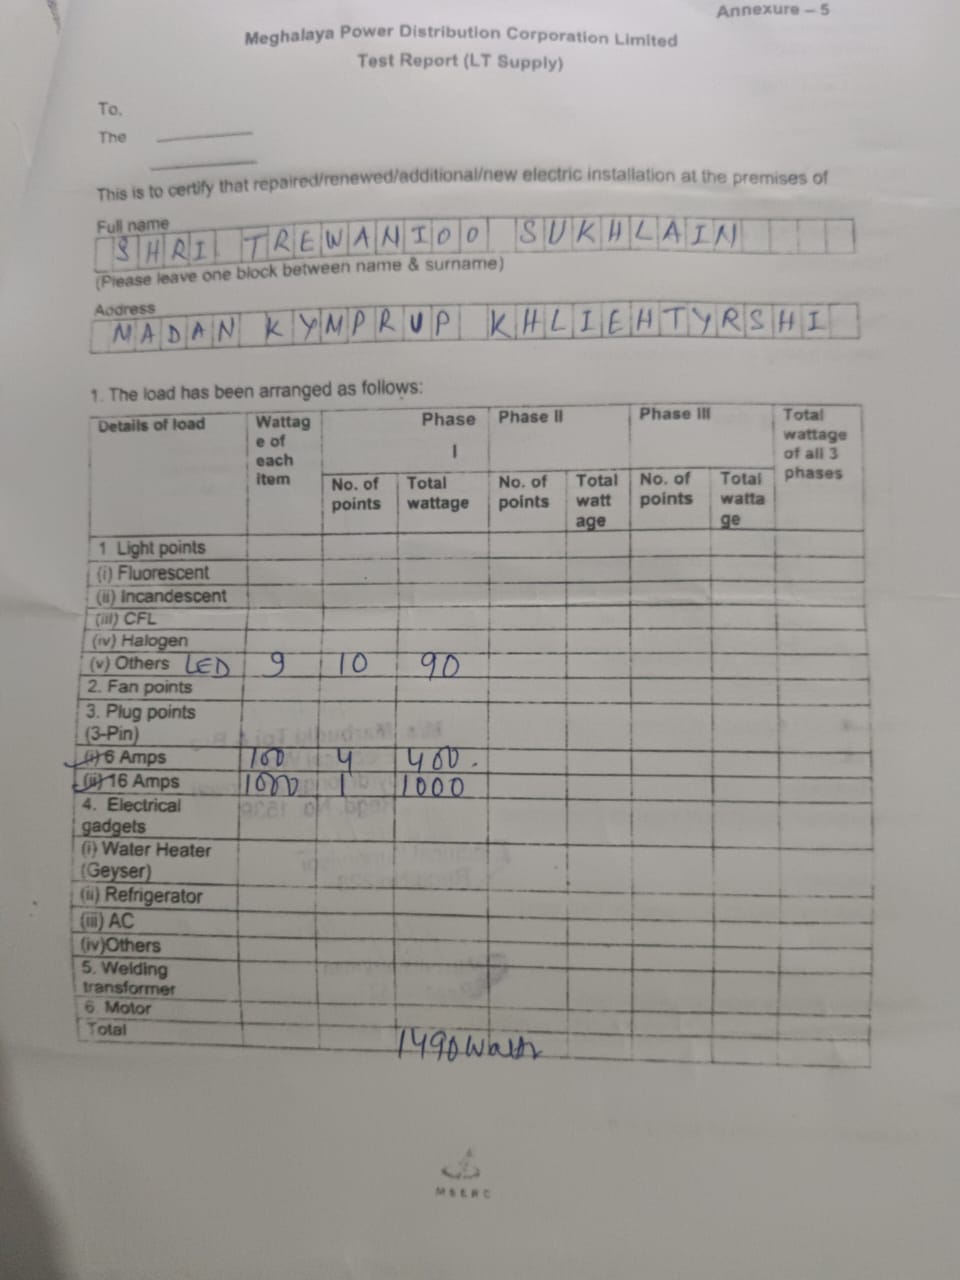 Annexure – 5
Meghalaya Power Distribution Corporation Limited
Test Report (LT Supply)
To,
The
This is to certify that repaired/renewed/additional/new electric installation at the premises of
Full name
SHRI TREWANIOO SUKHLAIN
(Please leave one block between name & surname)
Address
MADAN KYMPRUP KHLIEHTYRSHI
1. The load has been arranged as follows:
Details of load Wattag e of each item Phase I Phase II Phase III Total wattage of all 3 phases
No. of points Total wattage No. of points Total watt age No. of points Total watta ge
1 Light points
(i) Fluorescent
(ii) Incandescent
(iii) CFL
(iv) Halogen
(v) Others LED 9 10 90
2. Fan points
3. Plug points
(3-Pin)
(i) 6 Amps 100 4 400.
(ii) 16 Amps 1000 1 1000
4. Electrical
gadgets
(i) Water Heater
(Geyser)
(ii) Refrigerator
(iii) AC
(iv)Others
5. Welding
transformer
6. Motor
Total 1490
MSERC